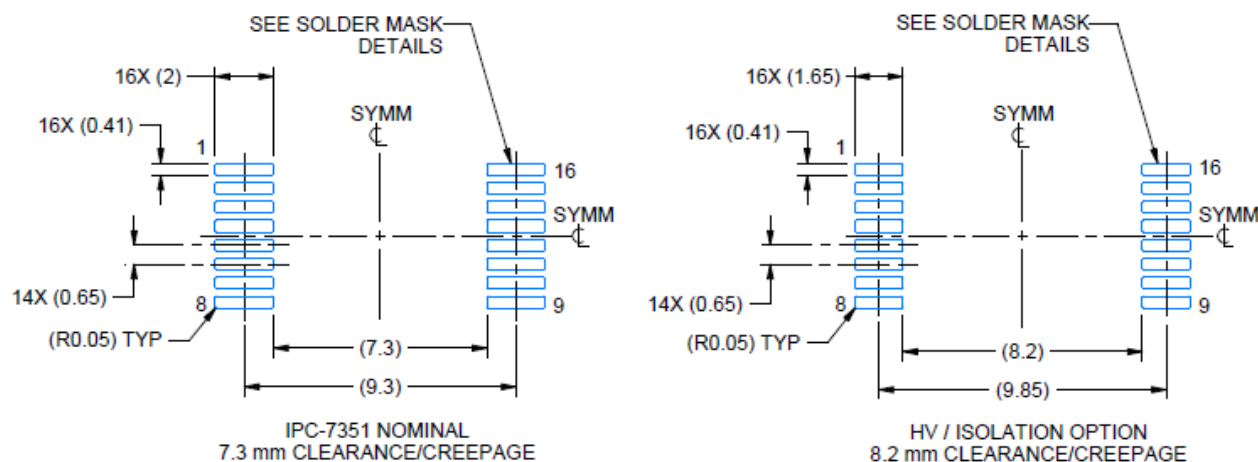 SEE SOLDER MASK
DETAILS
16X (2)
SYMM
16X (0.41)
1
16
SYMM
14X (0.65)
8
9
(R0.05) TYP
(7.3)
(9.3)
IPC-7351 NOMINAL
7.3 mm CLEARANCE/CREEPAGE
SEE SOLDER MASK
DETAILS
16X (1.65)
SYMM
16X (0.41)
1
16
SYMM
14X (0.65)
8
9
(R0.05) TYP
(8.2)
(9.85)
HV / ISOLATION OPTION
8.2 mm CLEARANCE/CREEPAGE